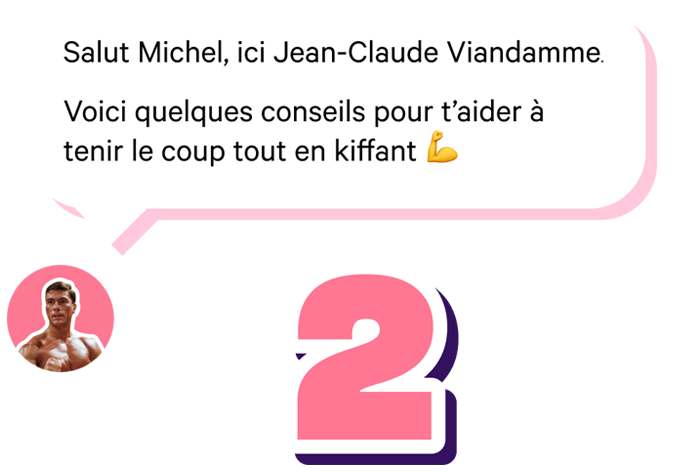 Salut Michel, ici Jean-Claude Viandamme.
Voici quelques conseils pour t’aider à
tenir le coup tout en kiffant 💪
2